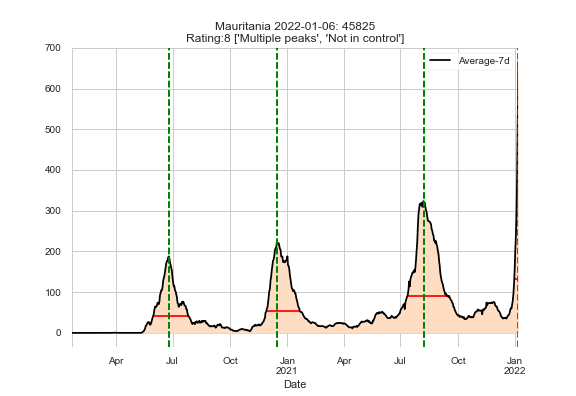 Mauritania 2022-01-06: 45825
Rating:8 ['Multiple peaks', 'Not in control']
Average-7d
700
600
500
400
300
200
100
0
Apr Jul Oct Jan Apr Jul Oct Jan
2021 2022
Date